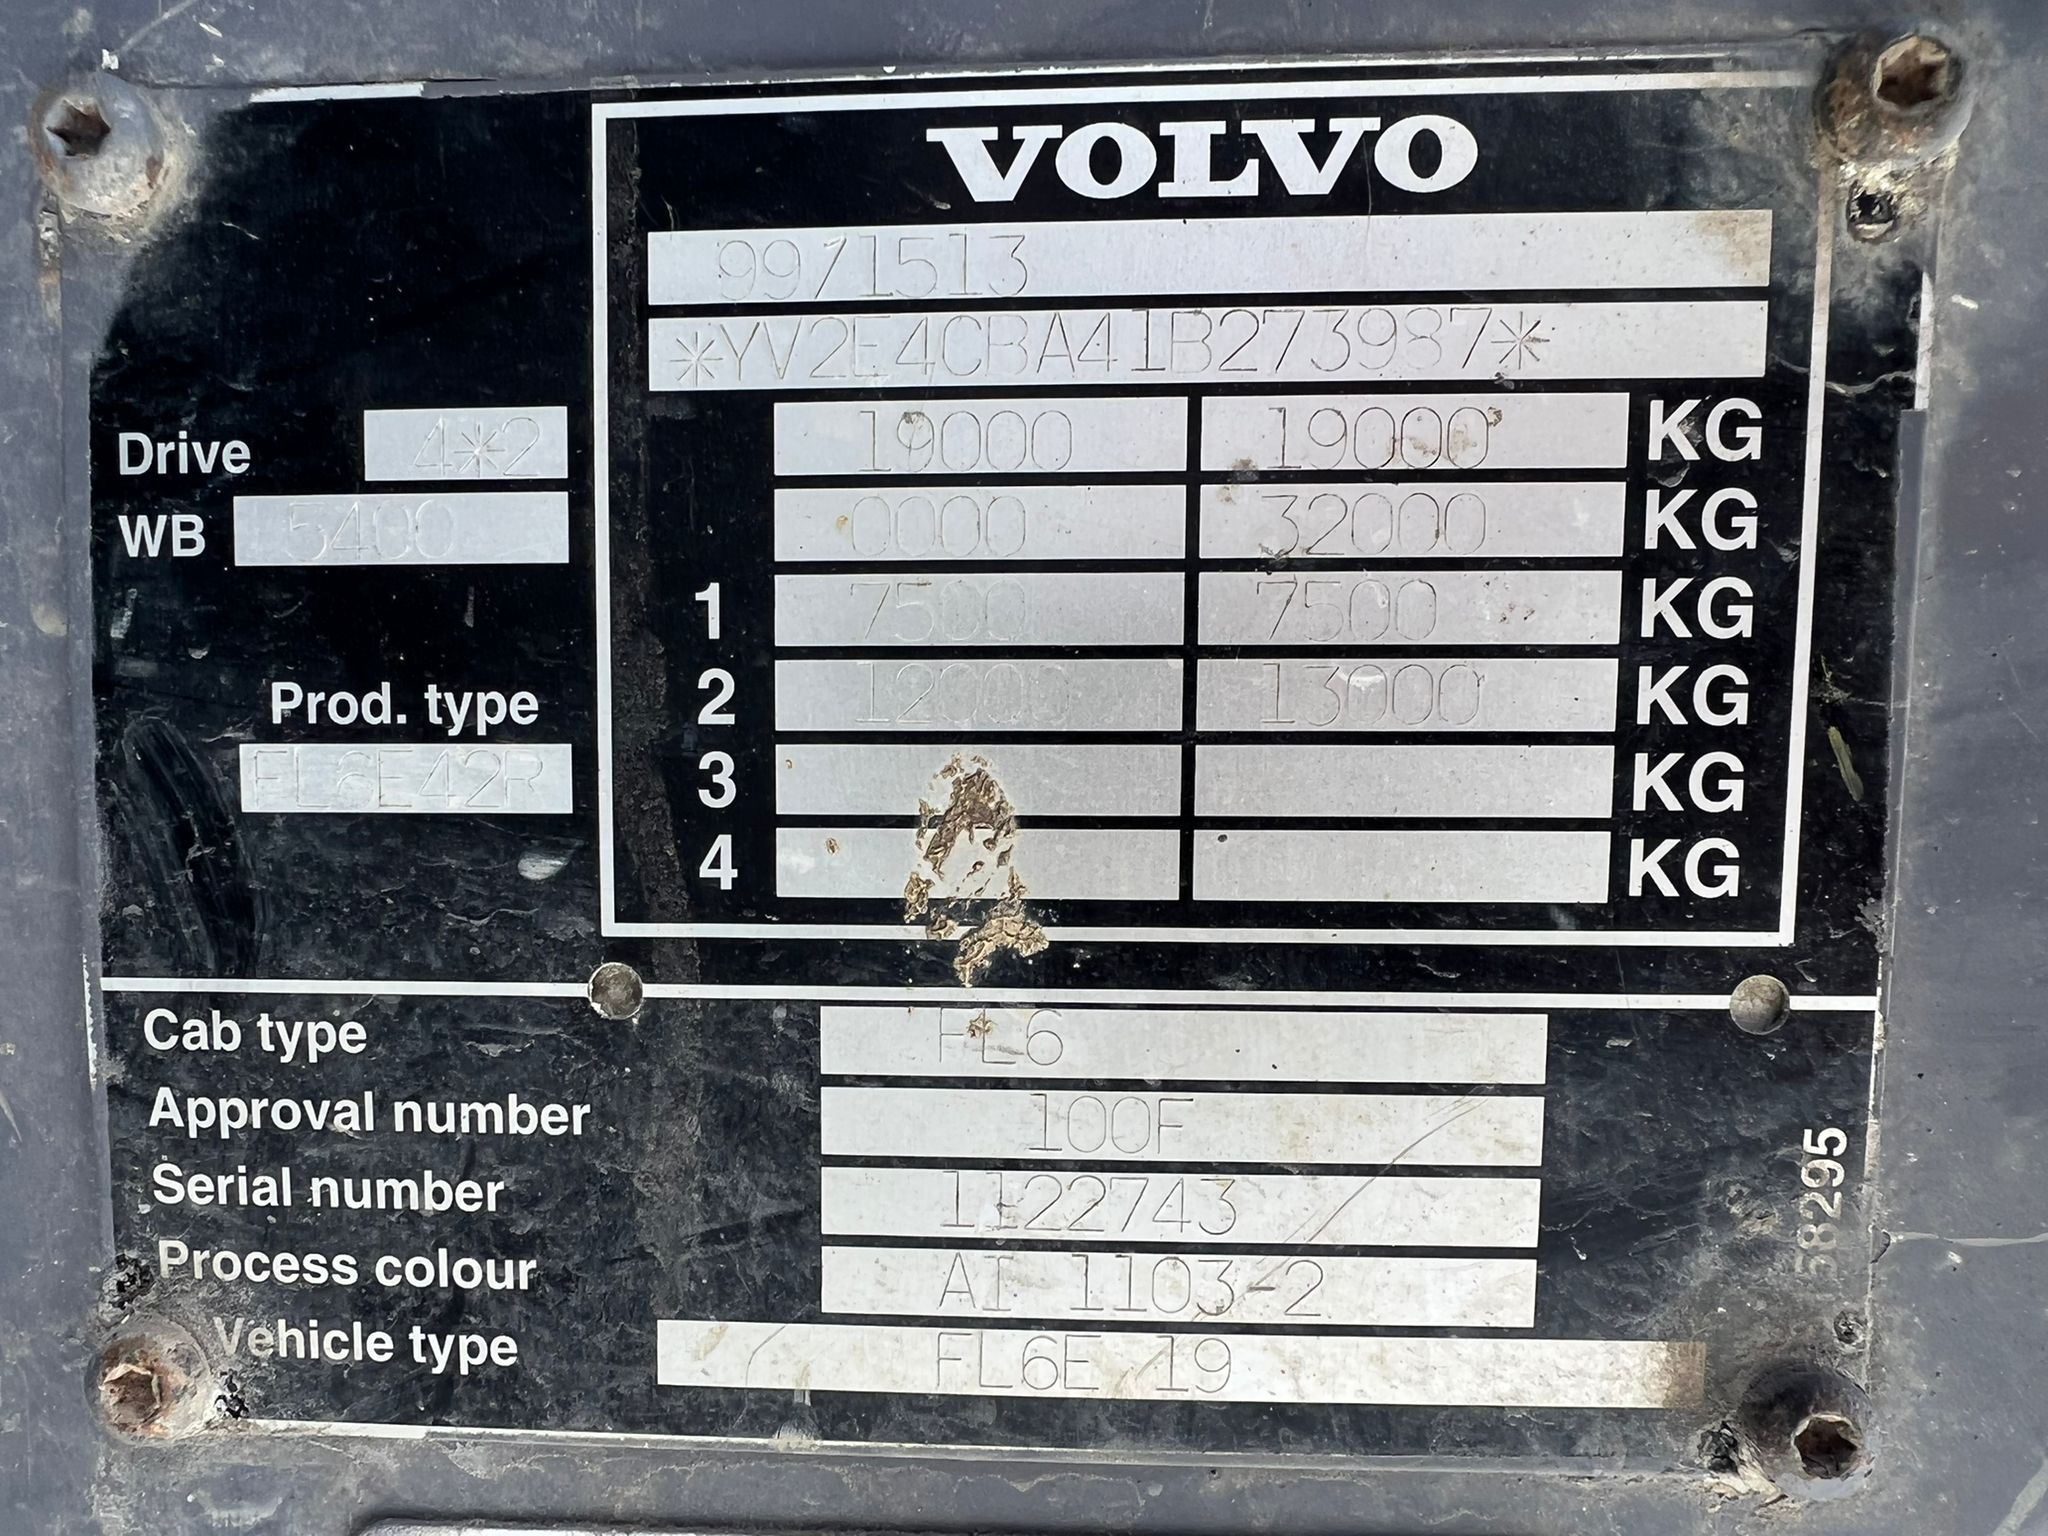 VOLVO
99/1513
*YV2E4CBA41B273987*
Drive 4*2 19000 19000 KG
WB 5400 0000 32000 KG
1 7500 7500 KG
2 12000 13000 KG
Prod. type
FL6E42R 3 KG
4 KG
Cab type FL6
Approval number 100F
Serial number 1122743
Process colour AI 1103-2
Vehicle type FL6E 19
58295